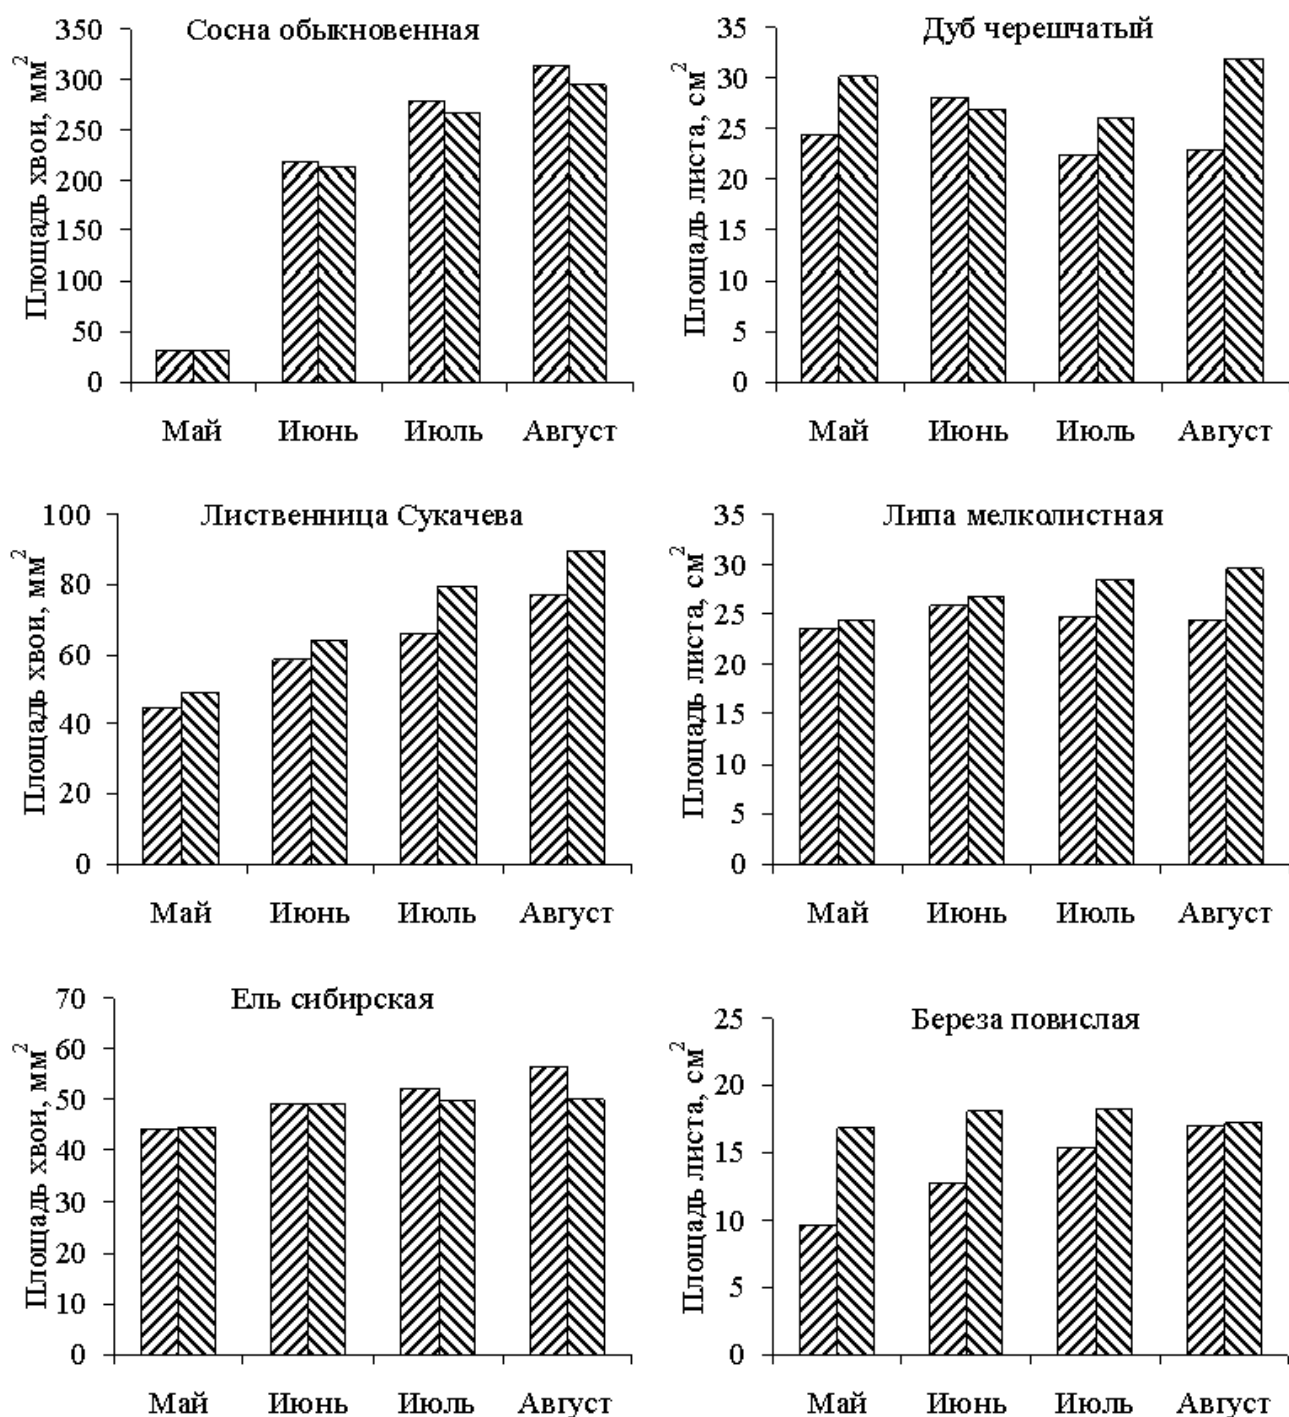 Сосна обыкновенная
Площадь хвои, мм²
350
300
250
200
150
100
50
0
Май Июнь Июль Август
Дуб черешчатый
Площадь листа, см²
35
30
25
20
15
10
5
0
Май Июнь Июль Август
Лиственница Сукачева
Площадь хвои, мм²
100
80
60
40
20
0
Май Июнь Июль Август
Липа мелколистная
Площадь листа, см²
35
30
25
20
15
10
5
0
Май Июнь Июль Август
Ель сибирская
Площадь хвои, мм²
70
60
50
40
30
20
10
0
Май Июнь Июль Август
Береза повислая
Площадь листа, см²
25
20
15
10
5
0
Май Июнь Июль Август